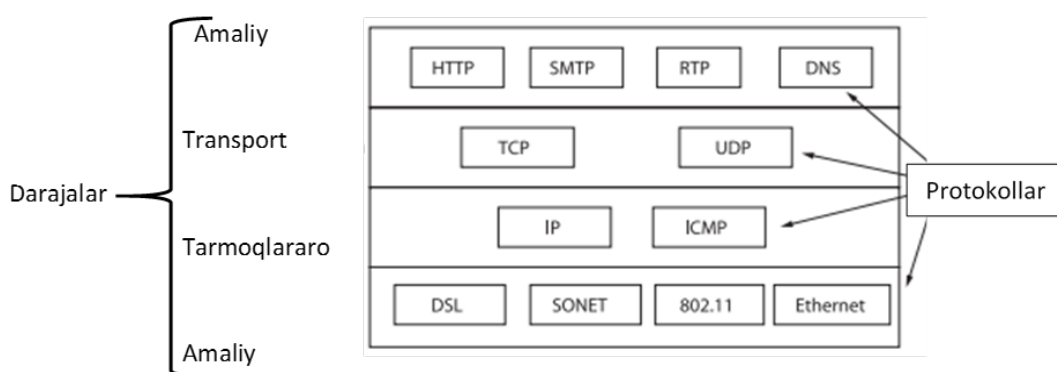 Amaliy
HTTP SMTP RTP DNS
Transport
TCP UDP
Darajalar
Protokollar
Tarmoqlararo
IP ICMP
DSL SONET 802.11 Ethernet
Amaliy